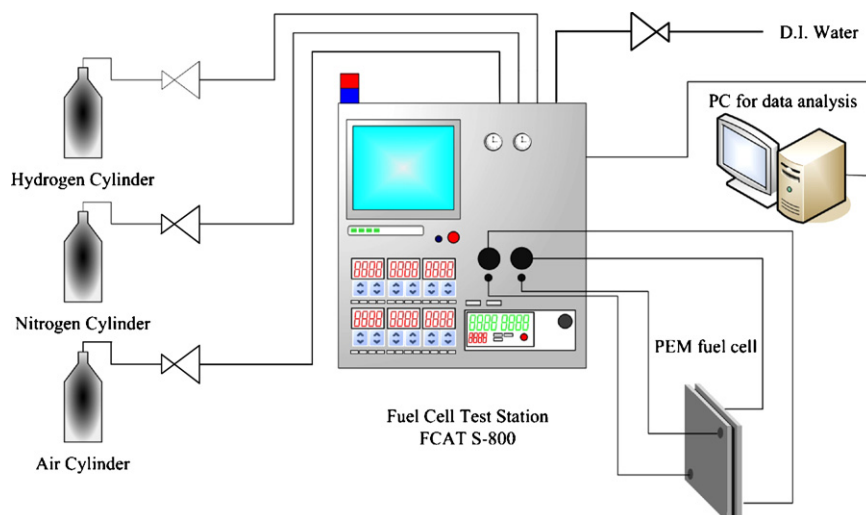 D.I. Water
PC for data analysis
Hydrogen Cylinder
Nitrogen Cylinder
PEM fuel cell
Fuel Cell Test Station
FCAT S-800
Air Cylinder